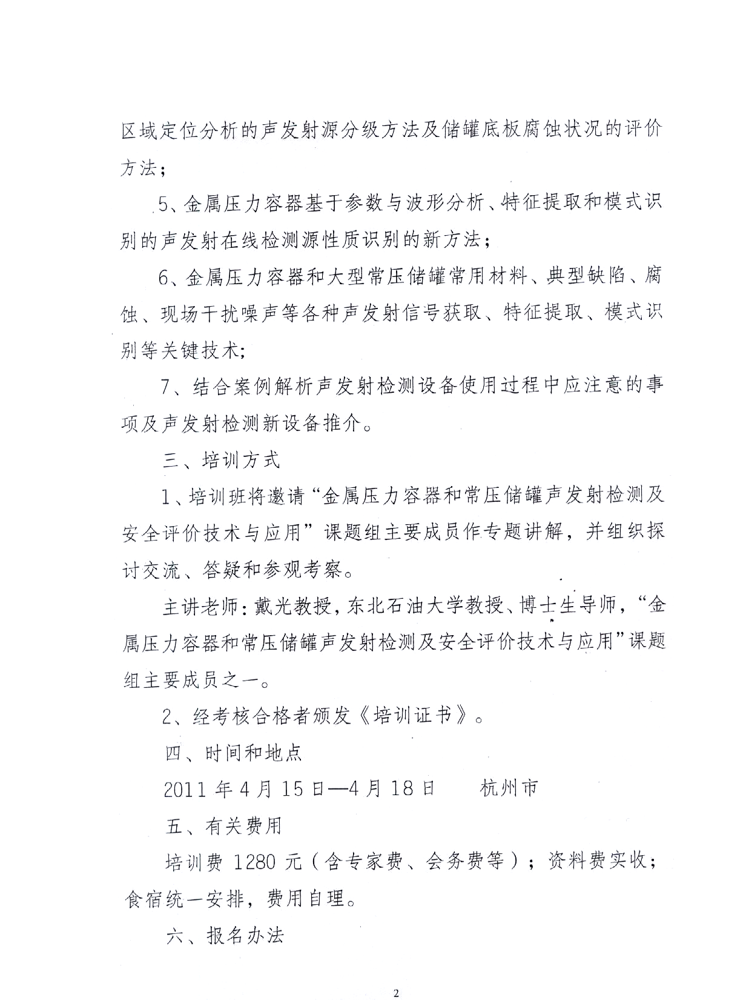 区域定位分析的声发射源分级方法及储罐底板腐蚀状况的评价
方法；
5、金属压力容器基于参数与波形分析、特征提取和模式识
别的声发射在线检测源性质识别的新方法；
6、金属压力容器和大型常压储罐常用材料、典型缺陷、腐
蚀、现场干扰噪声等各种声发射信号获取、特征提取、模式识
别等关键技术;
7、结合案例解析声发射检测设备使用过程中应注意的事
项及声发射检测新设备推介。
三、培训方式
1、培训班将邀请“金属压力容器和常压储罐声发射检测及
安全评价技术与应用”课题组主要成员作专题讲解，并组织探
讨交流、答疑和参观考察。
主讲老师：戴光教授，东北石油大学教授、博士生导师，“金
属压力容器和常压储罐声发射检测及安全评价技术与应用”课题
组主要成员之一。
2、经考核合格者颁发《培训证书》。
四、时间和地点
2011年4月15日—4月18日 杭州市
五、有关费用
培训费 1280 元（含专家费、会务费等）；资料费实收；
食宿统一安排，费用自理。
六、报名办法
2